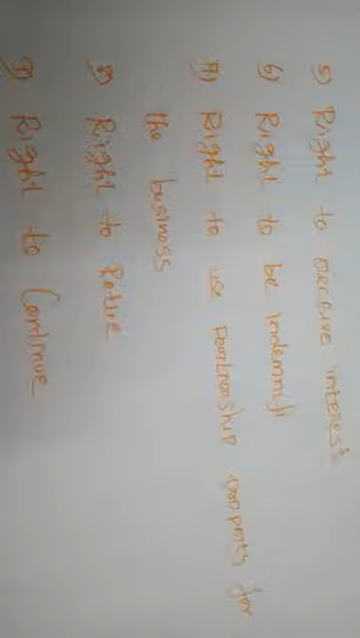 5) Right to receive interest
6) Right to be indemnifi
7) Right to use partnership property for
the business
8) Right to Retire
9) Right to Continue